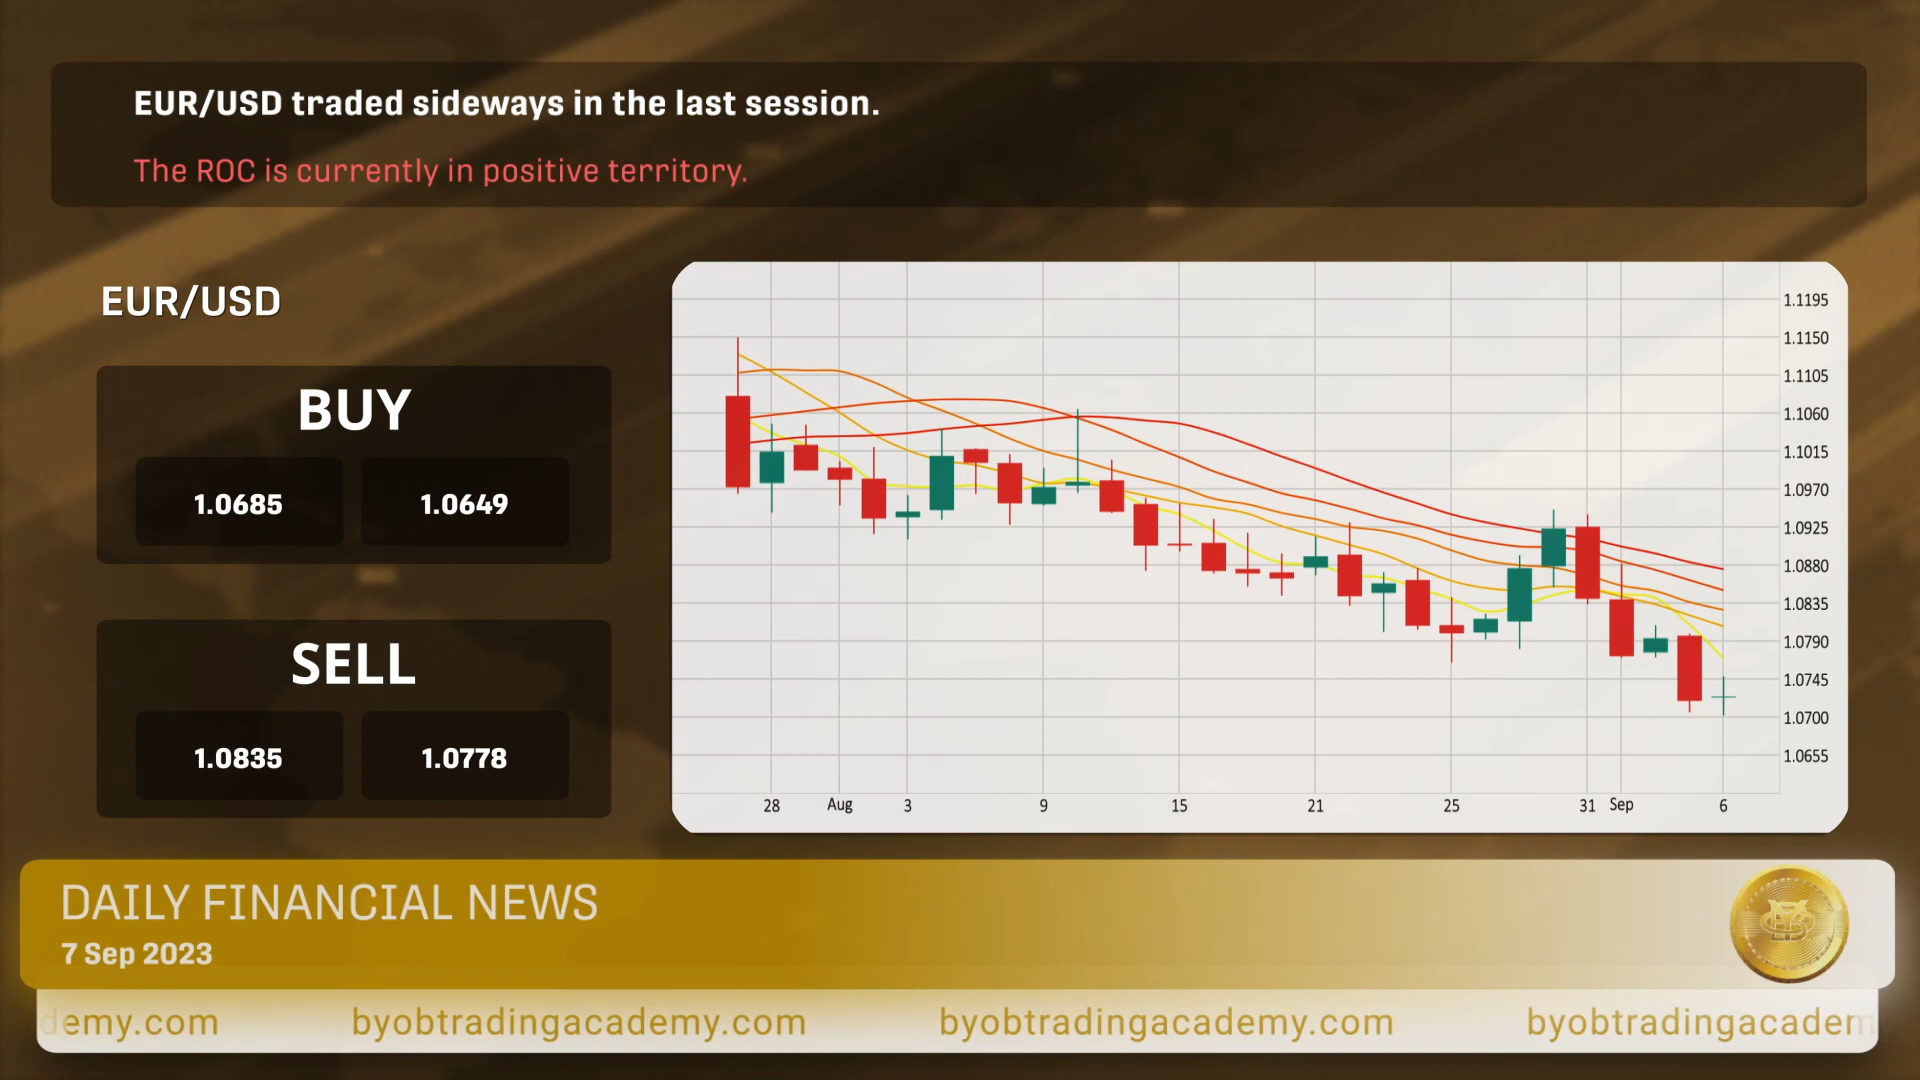 EUR/USD traded sideways in the last session.
The ROC is currently in positive territory.
EUR/USD
BUY
1.0685 1.0649
SELL
1.0835 1.0778
1.1195
1.1150
1.1105
1.1060
1.1015
1.0970
1.0925
1.0880
1.0835
1.0790
1.0745
1.0700
1.0655
28 Aug 3 9 15 21 25 31 Sep 6
DAILY FINANCIAL NEWS
7 Sep 2023
demy.com byobtradingacademy.com byobtradingacademy.com byobtradingacadem